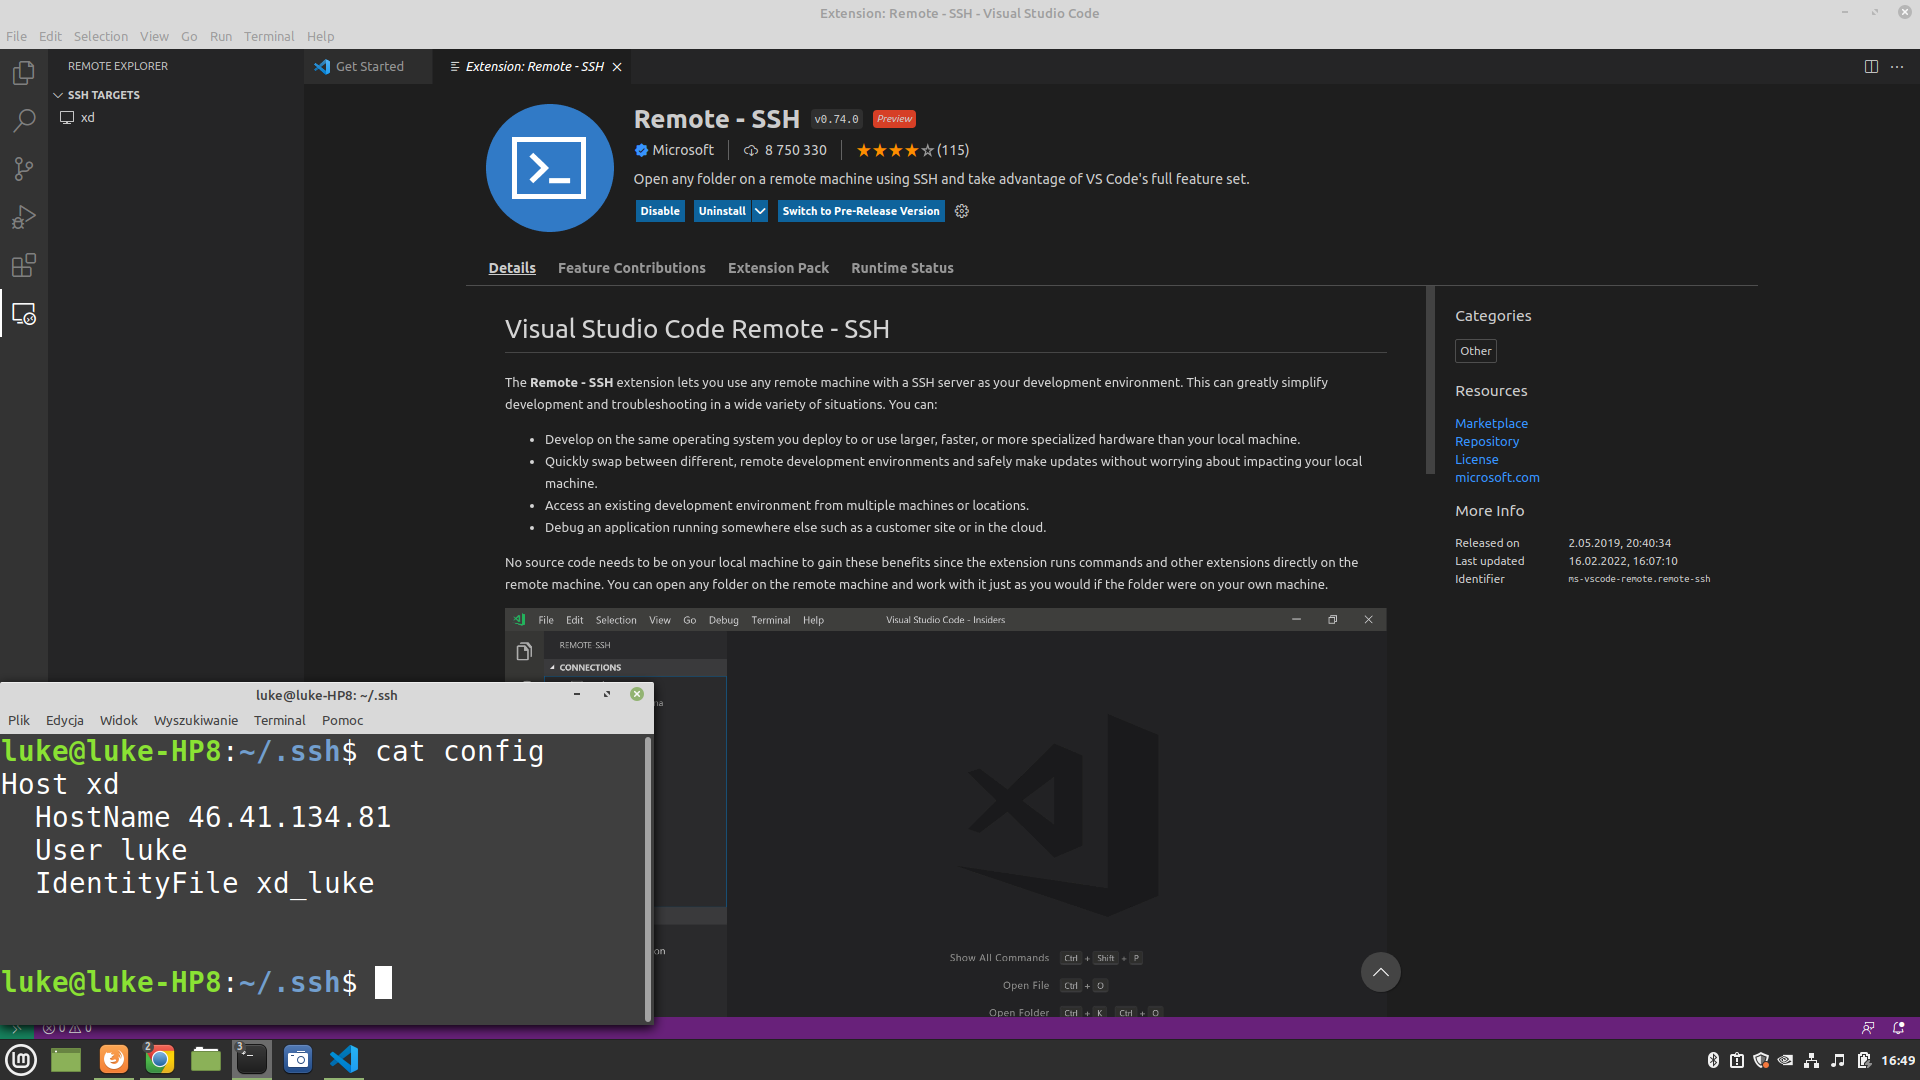 Extension: Remote - SSH - Visual Studio Code
File Edit Selection View Go Run Terminal Help
REMOTE EXPLORER
SSH TARGETS
xd
Get Started
Extension: Remote - SSH
Remote - SSH v0.74.0 Preview
Microsoft 8 750 330 (115)
Open any folder on a remote machine using SSH and take advantage of VS Code's full feature set.
Disable Uninstall Switch to Pre-Release Version
Details Feature Contributions Extension Pack Runtime Status
Visual Studio Code Remote - SSH
The Remote - SSH extension lets you use any remote machine with a SSH server as your development environment. This can greatly simplify
development and troubleshooting in a wide variety of situations. You can:
• Develop on the same operating system you deploy to or use larger, faster, or more specialized hardware than your local machine.
• Quickly swap between different, remote development environments and safely make updates without worrying about impacting your local
machine.
• Access an existing development environment from multiple machines or locations.
• Debug an application running somewhere else such as a customer site or in the cloud.
No source code needs to be on your local machine to gain these benefits since the extension runs commands and other extensions directly on the
remote machine. You can open any folder on the remote machine and work with it just as you would if the folder were on your own machine.
Categories
Other
Resources
Marketplace
Repository
License
microsoft.com
More Info
Released on 2.05.2019, 20:40:34
Last updated 16.02.2022, 16:07:10
Identifier ms-vscode-remote.remote-ssh
File Edit Selection View Go Debug Terminal Help Visual Studio Code - Insiders
REMOTE SSH
CONNECTIONS
na
on
Show All Commands Ctrl + Shift + P
Open File Ctrl + O
Open Folder Ctrl + K Ctrl + O
luke@luke-HP8: ~/.ssh
Plik Edycja Widok Wyszukiwanie Terminal Pomoc
luke@luke-HP8:~/.ssh$ cat config
Host xd
  HostName 46.41.134.81
  User luke
  IdentityFile xd_luke
luke@luke-HP8:~/.ssh$
0 0
2
3
16:49